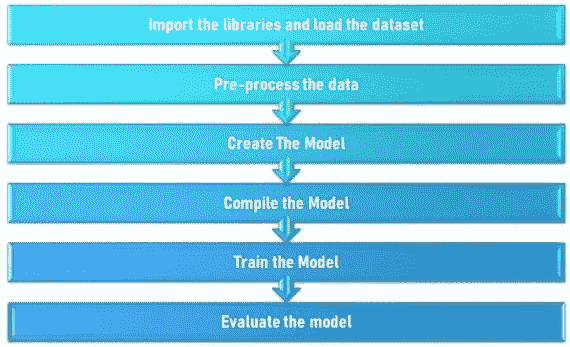 Import the libraries and load the dataset
Pre-process the data
Create The Model
Compile the Model
Train the Model
Evaluate the model